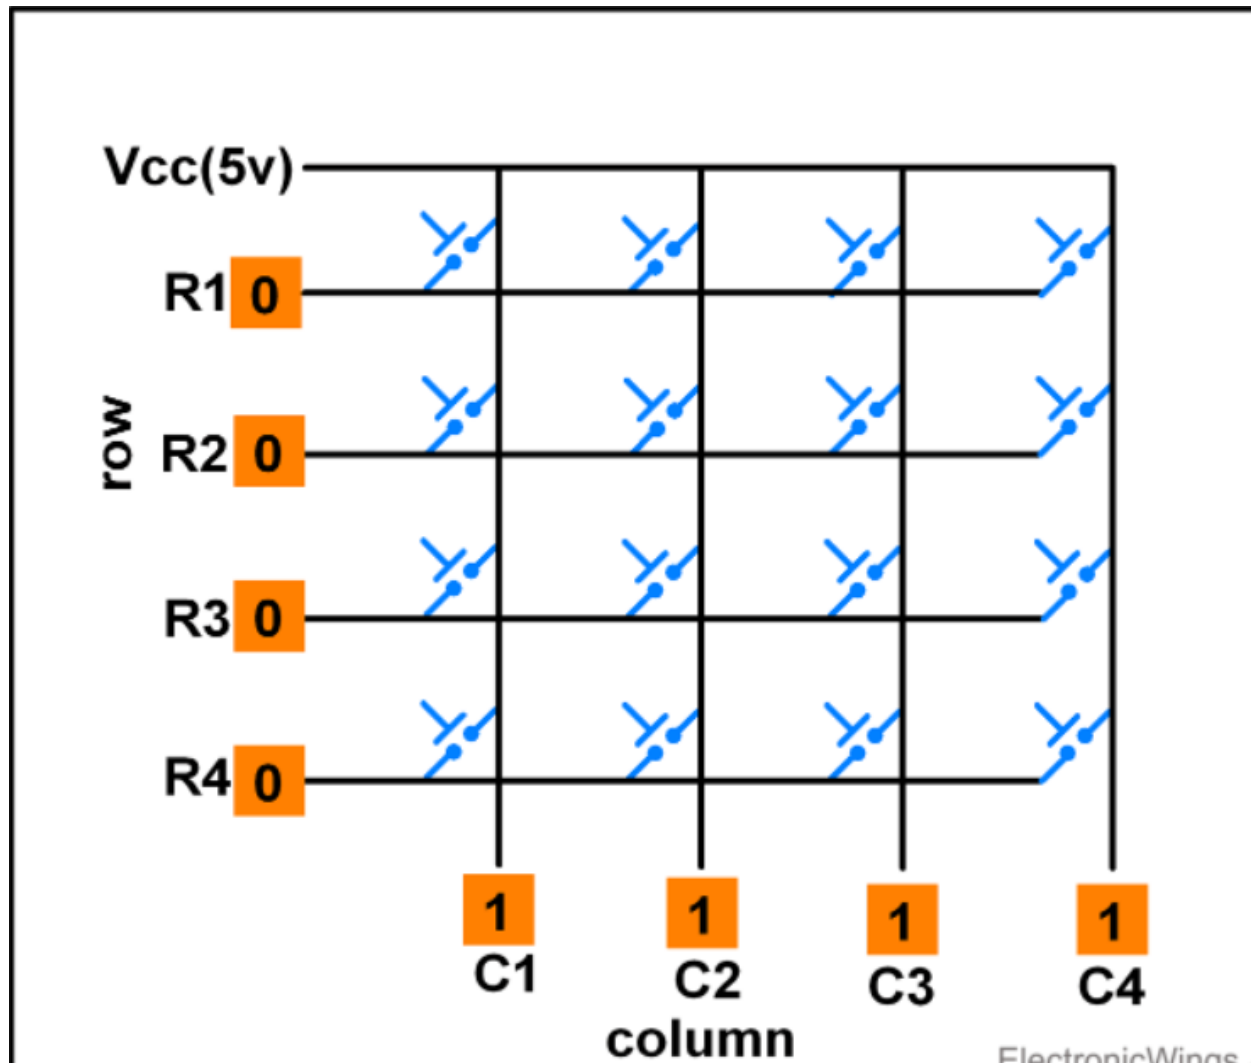 Vcc(5v)
R1 0
row
R2 0
R3 0
R4 0
1 1 1 1
C1 C2 C3 C4
column
ElectronicWings